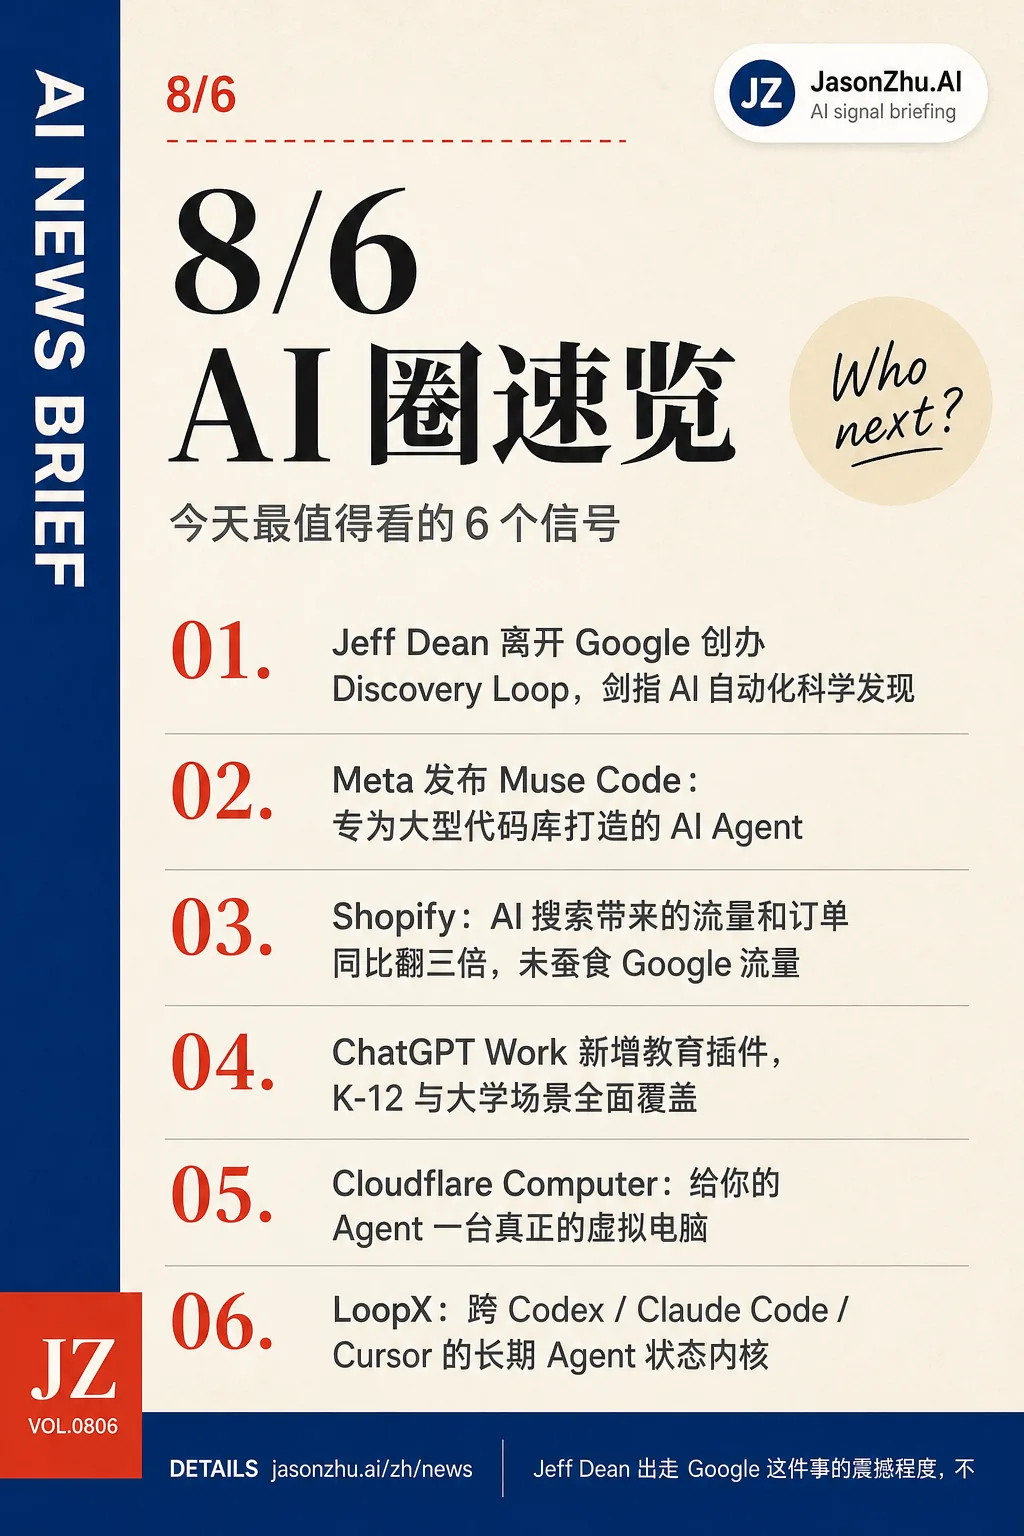 AI NEWS BRIEF
8/6
JZ
JasonZhu.AI
AI signal briefing
8/6
AI 圈速览
Who
next?
今天最值得看的 6 个信号
01.
Jeff Dean 离开 Google 创办
Discovery Loop，剑指 AI 自动化科学发现
02.
Meta 发布 Muse Code：
专为大型代码库打造的 AI Agent
03.
Shopify：AI 搜索带来的流量和订单
同比翻三倍，未蚕食 Google 流量
04.
ChatGPT Work 新增教育插件，
K-12 与大学场景全面覆盖
05.
Cloudflare Computer：给你的
Agent 一台真正的虚拟电脑
06.
LoopX：跨 Codex / Claude Code /
Cursor 的长期 Agent 状态内核
JZ
VOL.0806
DETAILS jasonzhu.ai/zh/news
Jeff Dean 出走 Google 这件事的震撼程度，不